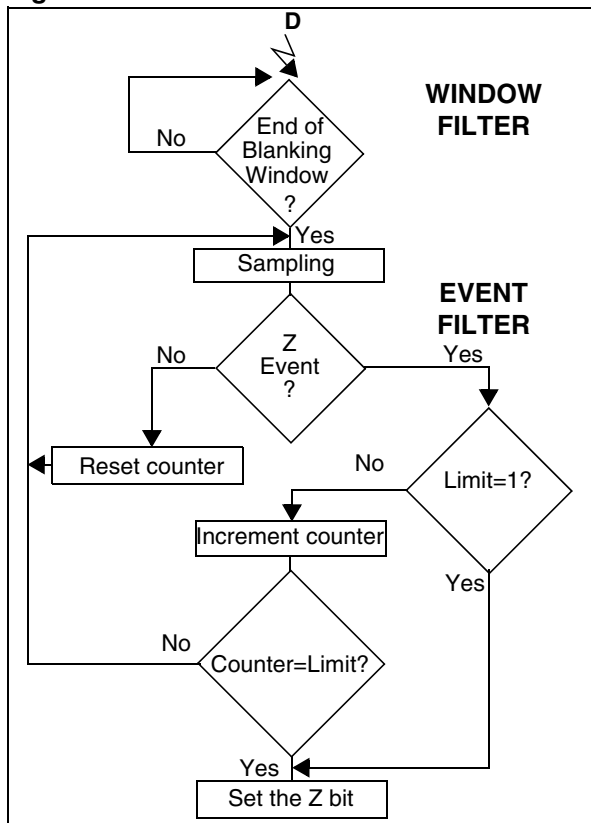 D
WINDOW
FILTER
No
End of
Blanking
Window
?
Yes
Sampling
EVENT
FILTER
No
Z
Event
?
Yes
Reset counter
No
Limit=1?
Increment counter
Yes
No
Counter=Limit?
Yes
Set the Z bit